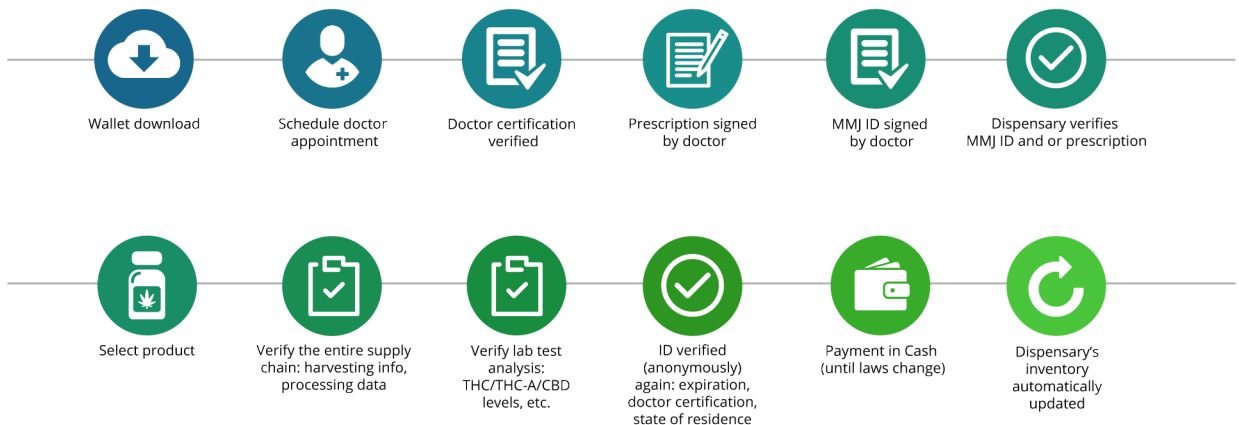 Wallet download
Schedule doctor
appointment
Doctor certification
verified
Prescription signed
by doctor
MMJ ID signed
by doctor
Dispensary verifies
MMJ ID and or prescription
Select product
Verify the entire supply
chain: harvesting info,
processing data
Verify lab test
analysis:
THC/THC-A/CBD
levels, etc.
ID verified
(anonymously)
again: expiration,
doctor certification,
state of residence
Payment in Cash
(until laws change)
Dispensary’s
inventory
automatically
updated